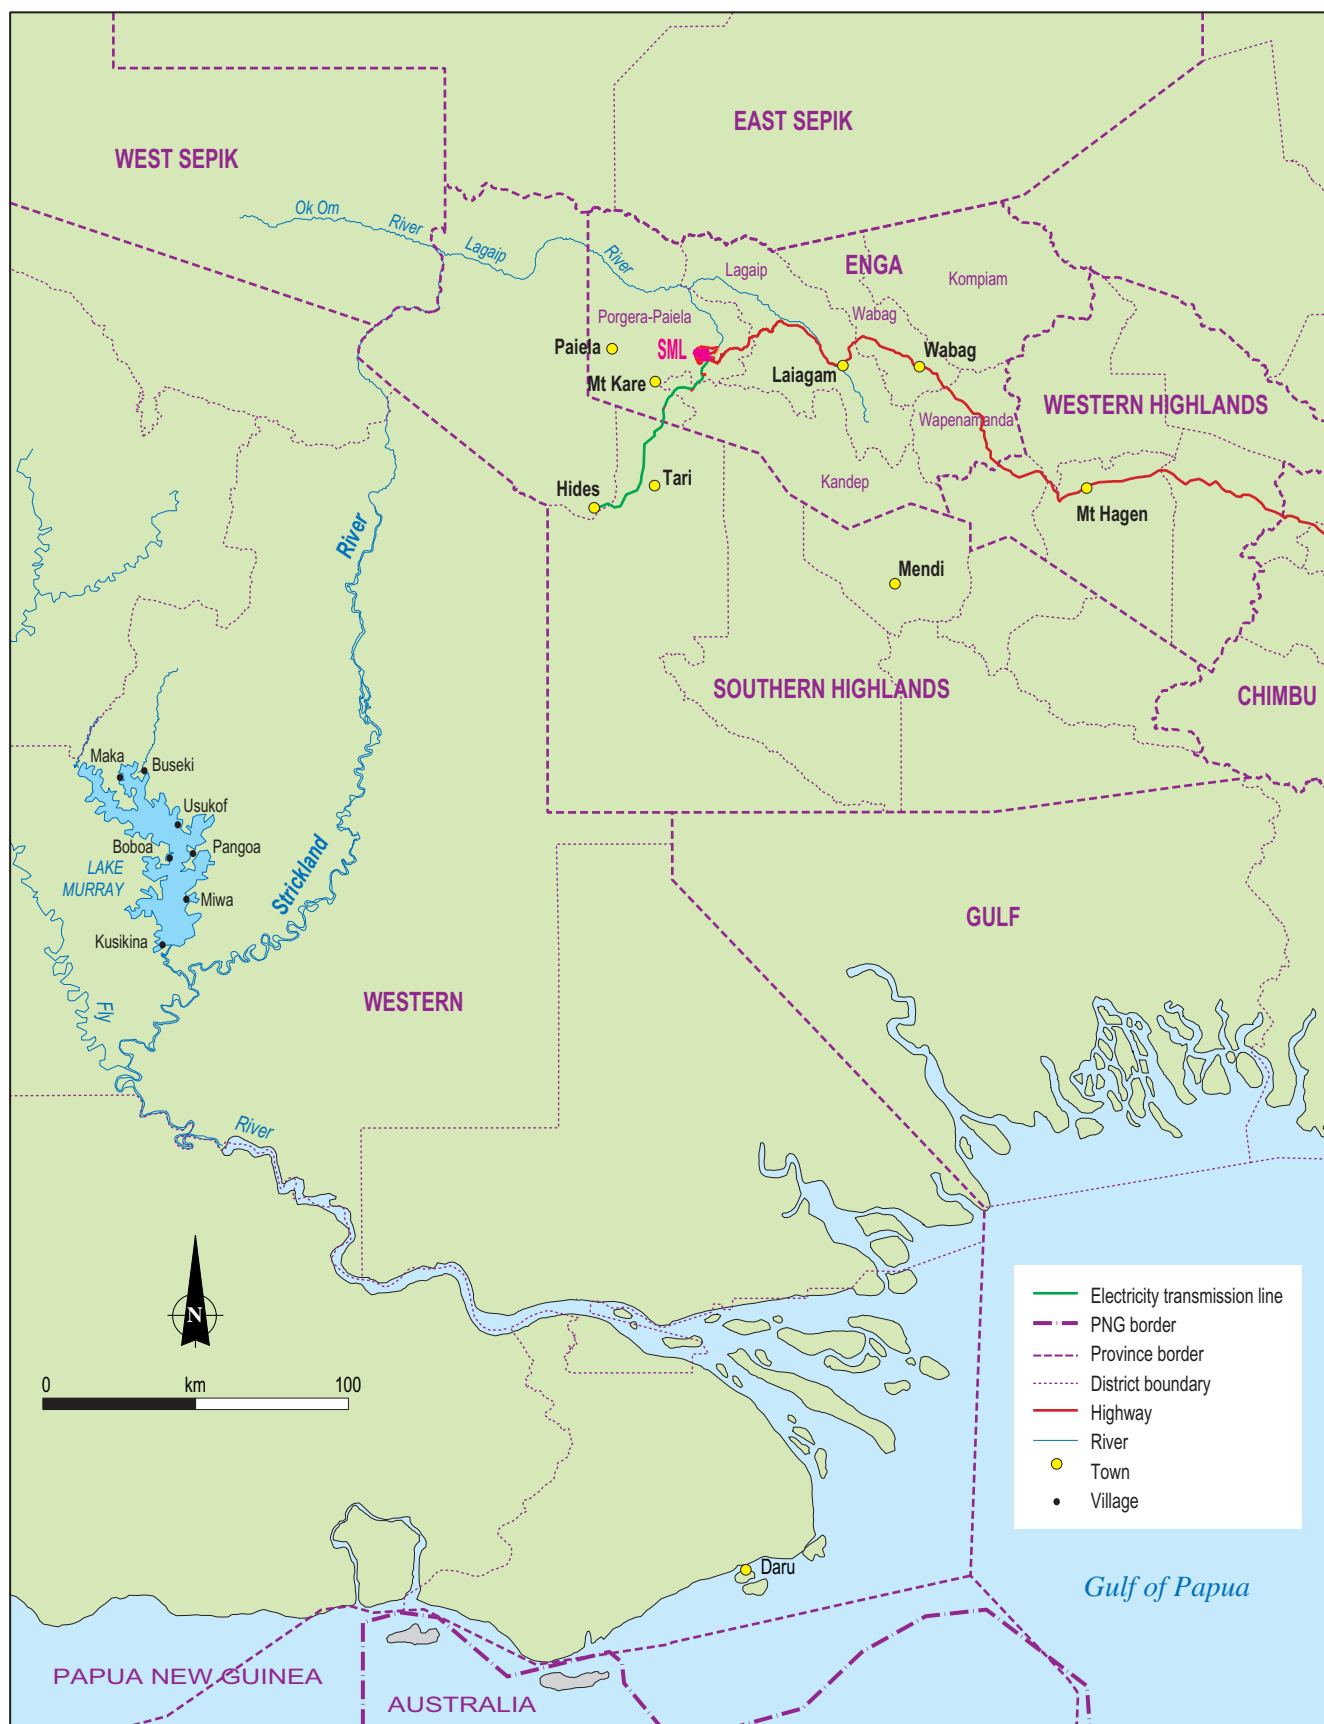 EAST SEPIK
WEST SEPIK
Ok Om
River
Lagaip
River
Lagaip
ENGA
Kompiam
Porgera-Paiela
Wabag
Paiela
SML
Wabag
Laiagam
Mt Kare
WESTERN HIGHLANDS
Wapenamanda
Tari
Kandep
Hides
Mt Hagen
River
Mendi
SOUTHERN HIGHLANDS
CHIMBU
Maka
Buseki
Usukof
Boboa
Pangoa
LAKE
MURRAY
Strickland
Miwa
GULF
Kusikina
WESTERN
Fly
River
N
0 km 100
Electricity transmission line
PNG border
Province border
District boundary
Highway
River
Town
Village
Daru
Gulf of Papua
PAPUA NEW GUINEA
AUSTRALIA